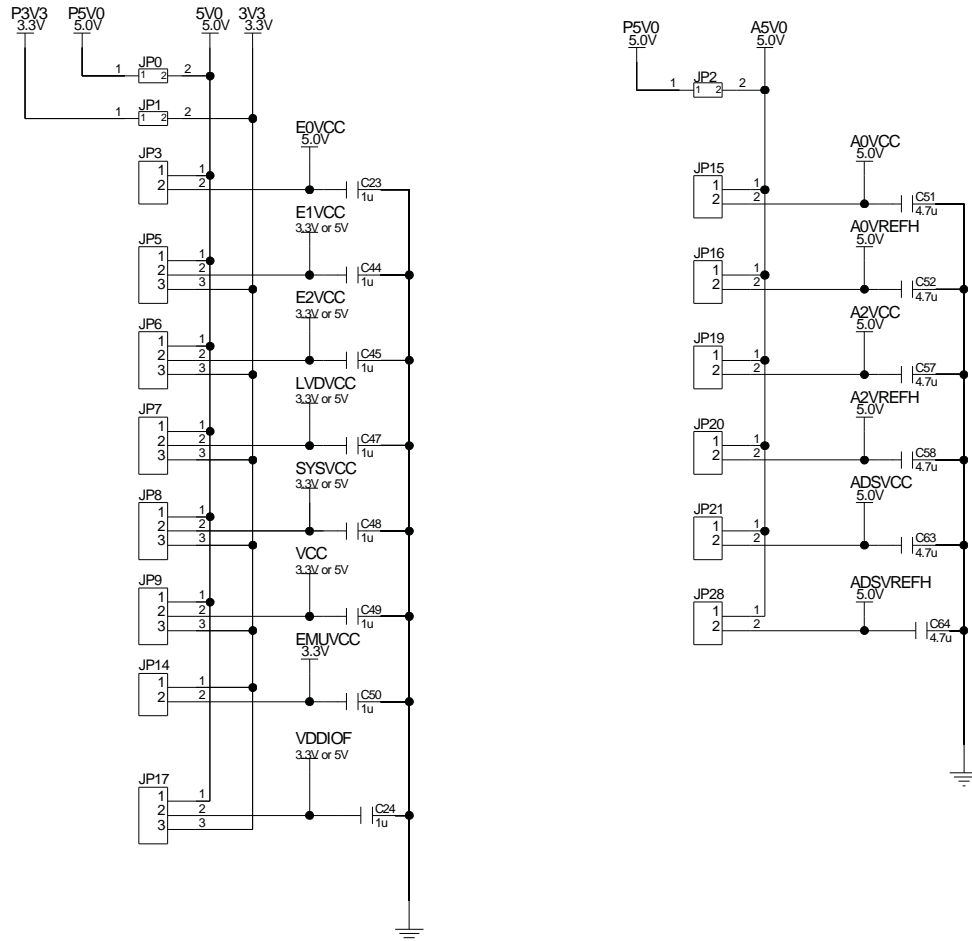 P3V3 P5V0 5V0 3V3
3.3V 5.0V 5.0V 3.3V
JP0
1 1 2 2
JP1
1 1 2 2
JP3
1 1
2 2
E0VCC
5.0V
C23
1u
JP5
1 1
2 2
3 3
E1VCC
3.3V or 5V
C44
1u
JP6
1 1
2 2
3 3
E2VCC
3.3V or 5V
C45
1u
JP7
1 1
2 2
3 3
LVDVCC
3.3V or 5V
C47
1u
JP8
1 1
2 2
3 3
SYSVCC
3.3V or 5V
C48
1u
JP9
1 1
2 2
3 3
VCC
3.3V or 5V
C49
1u
JP14
1 1
2 2
EMUVCC
3.3V
C50
1u
JP17
1 1
2 2
3 3
VDDIOF
3.3V or 5V
C24
1u
P5V0 A5V0
5.0V 5.0V
JP2
1 1 2 2
JP15
1 1
2 2
A0VCC
5.0V
C51
4.7u
JP16
1 1
2 2
A0VREFH
5.0V
C52
4.7u
JP19
1 1
2 2
A2VCC
5.0V
C57
4.7u
JP20
1 1
2 2
A2VREFH
5.0V
C58
4.7u
JP21
1 1
2 2
ADSVCC
5.0V
C63
4.7u
JP28
1 1
2 2
ADSVREFH
5.0V
C64
4.7u